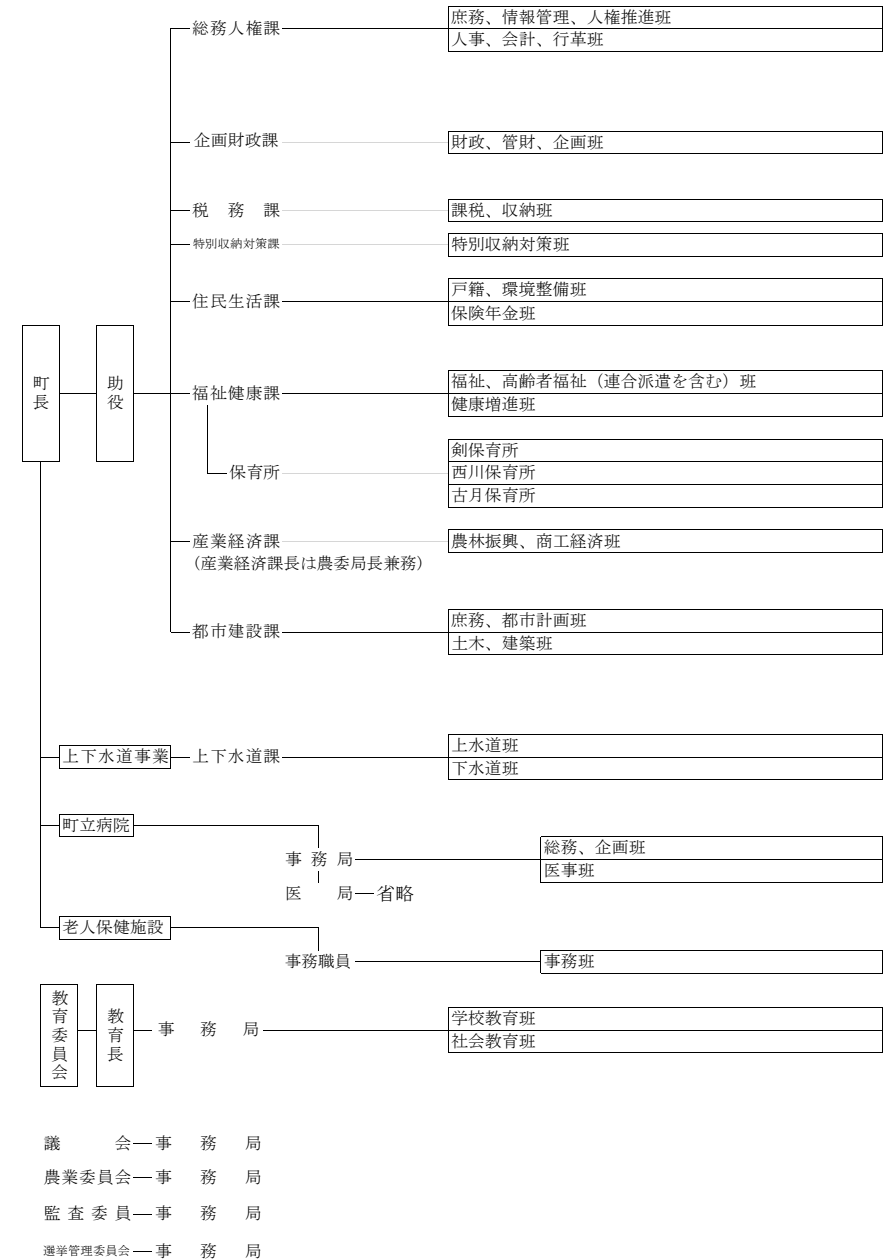 総務人権課
庶務、情報管理、人権推進班
人事、会計、行革班
企画財政課
財政、管財、企画班
税務課
課税、収納班
特別収納対策課
特別収納対策班
住民生活課
戸籍、環境整備班
保険年金班
町長
助役
福祉健康課
福祉、高齢者福祉（連合派遣を含む）班
健康増進班
保育所
剣保育所
西川保育所
古月保育所
産業経済課
（産業経済課長は農委局長兼務）
農林振興、商工経済班
都市建設課
庶務、都市計画班
土木、建築班
上下水道事業
上下水道課
上水道班
下水道班
町立病院
事務局
総務、企画班
医事班
医局
省略
老人保健施設
事務職員
事務班
教育委員会
教育長
事務局
学校教育班
社会教育班
議会
事務局
農業委員会
事務局
監査委員
事務局
選挙管理委員会
事務局